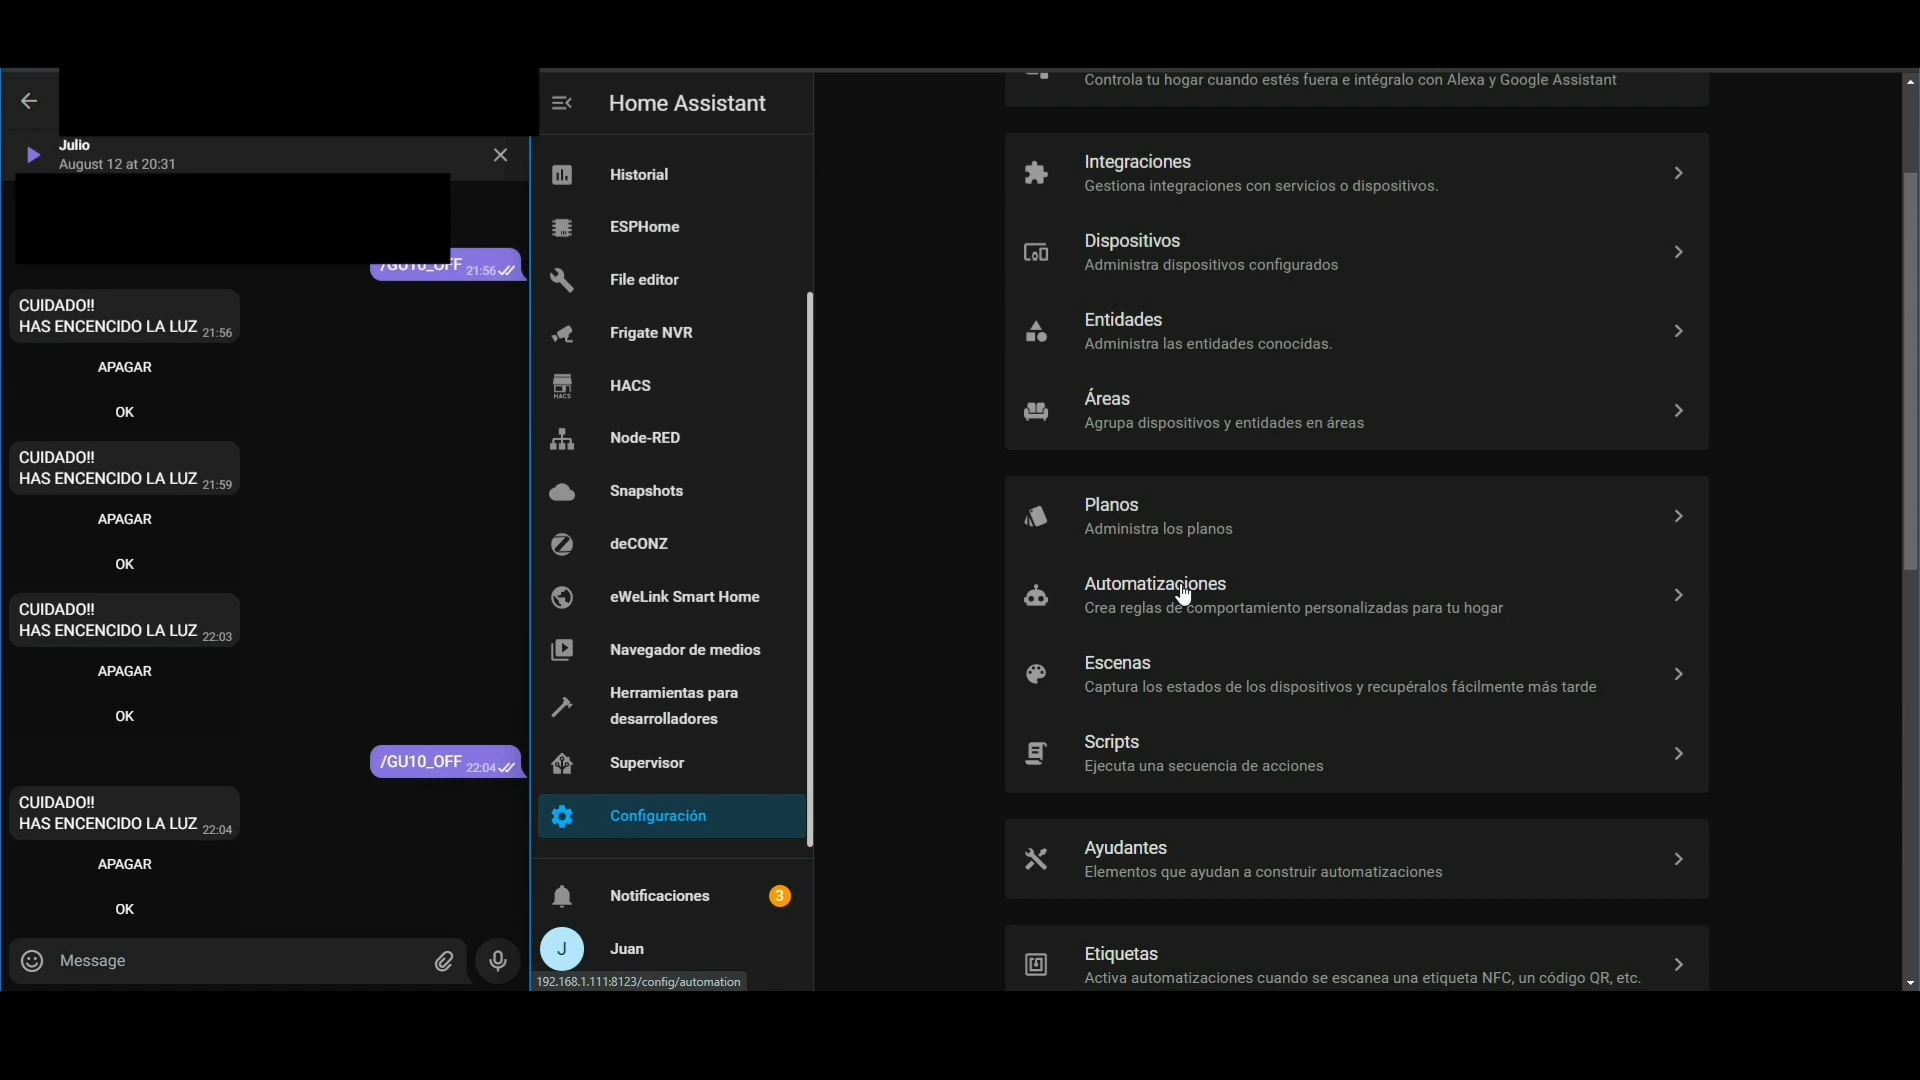 Julio
August 12 at 20:31
/GU10_OFF 21:56
CUIDADO!!
HAS ENCENCIDO LA LUZ 21:56
APAGAR
OK
CUIDADO!!
HAS ENCENCIDO LA LUZ 21:59
APAGAR
OK
CUIDADO!!
HAS ENCENCIDO LA LUZ 22:03
APAGAR
OK
/GU10_OFF 22:04
CUIDADO!!
HAS ENCENCIDO LA LUZ 22:04
APAGAR
OK
Message
Home Assistant
Historial
ESPHome
File editor
Frigate NVR
HACS
HACS
Node-RED
Snapshots
deCONZ
eWeLink Smart Home
Navegador de medios
Herramientas para
desarrolladores
Supervisor
Configuración
Notificaciones 3
J Juan
192.168.1.111:8123/config/automation
Controla tu hogar cuando estés fuera e intégralo con Alexa y Google Assistant
Integraciones
Gestiona integraciones con servicios o dispositivos.
Dispositivos
Administra dispositivos configurados
Entidades
Administra las entidades conocidas.
Áreas
Agrupa dispositivos y entidades en áreas
Planos
Administra los planos
Automatizaciones
Crea reglas de comportamiento personalizadas para tu hogar
Escenas
Captura los estados de los dispositivos y recupéralos fácilmente más tarde
Scripts
Ejecuta una secuencia de acciones
Ayudantes
Elementos que ayudan a construir automatizaciones
Etiquetas
Activa automatizaciones cuando se escanea una etiqueta NFC, un código QR, etc.